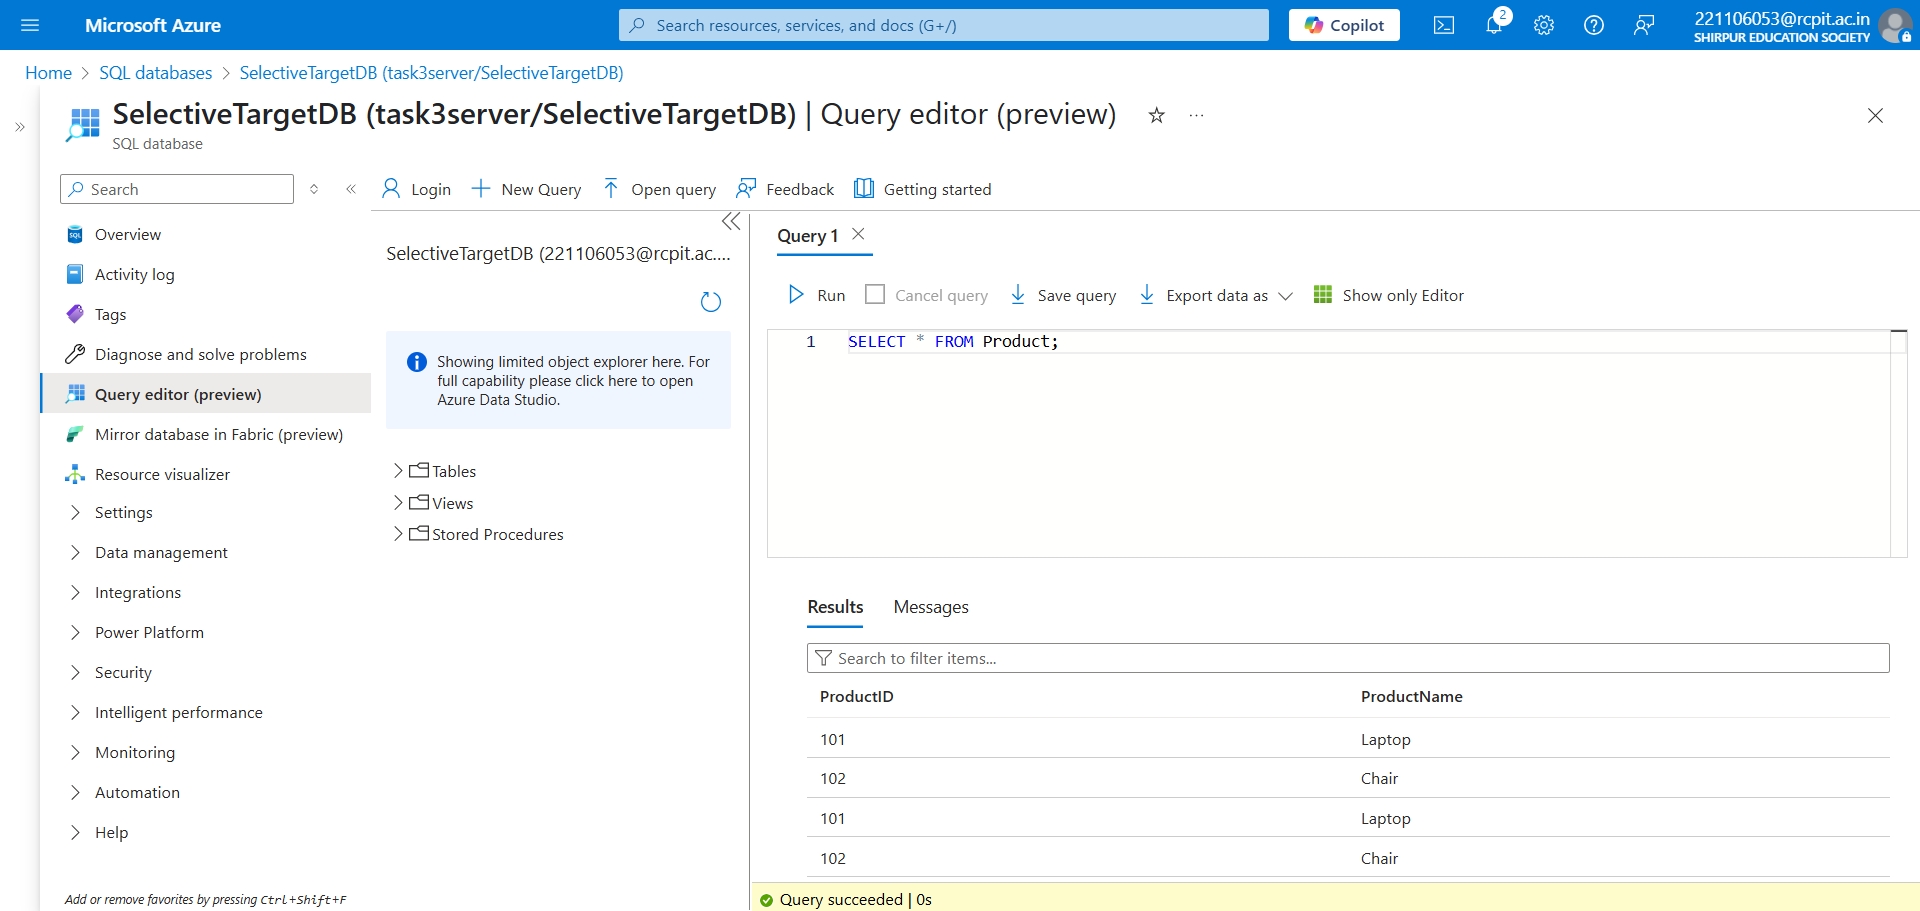 Microsoft Azure
Search resources, services, and docs (G+/)
Copilot
2
221106053@rcpit.ac.in
SHIRPUR EDUCATION SOCIETY
Home > SQL databases > SelectiveTargetDB (task3server/SelectiveTargetDB)
SelectiveTargetDB (task3server/SelectiveTargetDB) | Query editor (preview)
SQL database
Search
Overview
Activity log
Tags
Diagnose and solve problems
Query editor (preview)
Mirror database in Fabric (preview)
Resource visualizer
Settings
Data management
Integrations
Power Platform
Security
Intelligent performance
Monitoring
Automation
Help
Add or remove favorites by pressing Ctrl+Shift+F
Login
New Query
Open query
Feedback
Getting started
SelectiveTargetDB (221106053@rcpit.ac....
Showing limited object explorer here. For
full capability please click here to open
Azure Data Studio.
Tables
Views
Stored Procedures
Query 1
Run
Cancel query
Save query
Export data as
Show only Editor
1 SELECT * FROM Product;
Results Messages
Search to filter items...
ProductID ProductName
101 Laptop
102 Chair
101 Laptop
102 Chair
Query succeeded | 0s